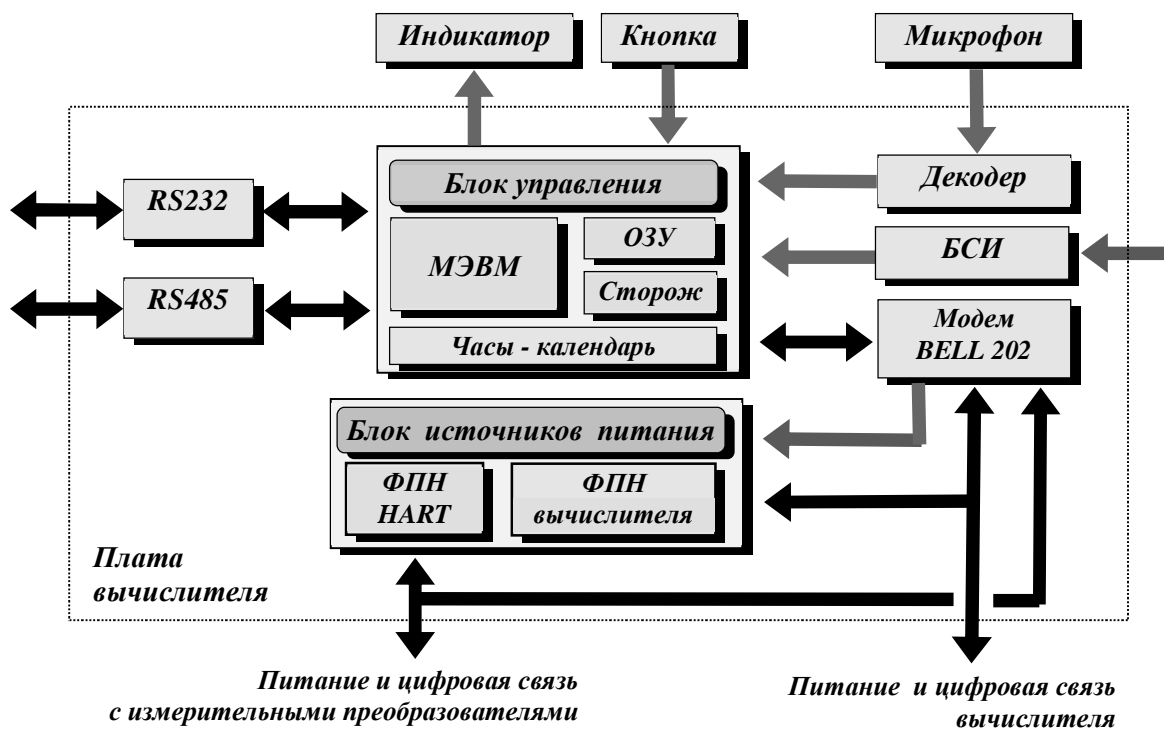 Индикатор
Кнопка
Микрофон
Блок управления
Декодер
RS232
ОЗУ
МЭВМ
БСИ
Сторож
RS485
Модем
BELL 202
Часы - календарь
Блок источников питания
ФПН
HART
ФПН
вычислителя
Плата
вычислителя
Питание и цифровая связь
с измерительными преобразователями
Питание и цифровая связь
вычислителя